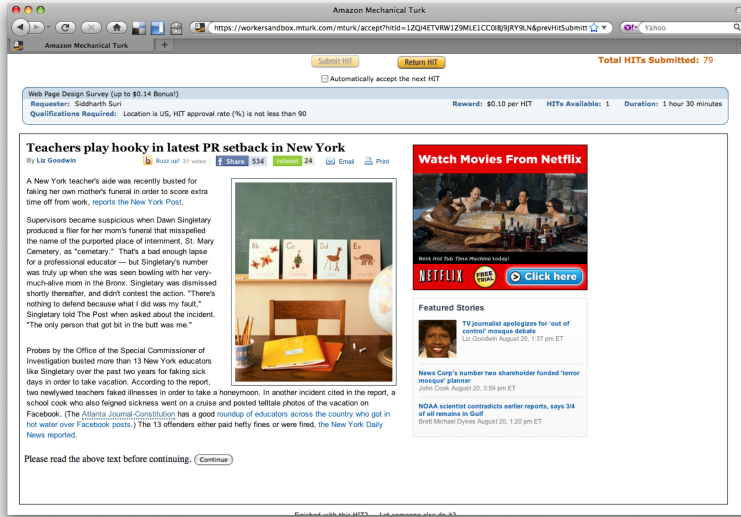 Amazon Mechanical Turk
https://workersandbox.mturk.com/mturk/accept?hitId=1ZQI4ETVRW1Z9MLE1CC0IBJ9JRY9LN&prevHitSubmitt
Yahoo
Amazon Mechanical Turk
Submit HIT
Return HIT
Total HITs Submitted: 79
Automatically accept the next HIT
Web Page Design Survey (up to $0.14 Bonus!)
Requester: Siddharth Suri
Reward: $0.10 per HIT HITs Available: 1 Duration: 1 hour 30 minutes
Qualifications Required: Location is US, HIT approval rate (%) is not less than 90
Teachers play hooky in latest PR setback in New York
By Liz Goodwin
Buzz up! 31 votes
Share 534
retweet 24
Email
Print
A New York teacher's aide was recently busted for
faking her own mother's funeral in order to score extra
time off from work, reports the New York Post.
Supervisors became suspicious when Dawn Singletary
produced a flier for her mom's funeral that misspelled
the name of the purported place of internment, St. Mary
Cemetery, as "cemetary." That's a bad enough lapse
for a professional educator — but Singletary's number
was truly up when she was seen bowling with her very-
much-alive mom in the Bronx. Singletary was dismissed
shortly thereafter, and didn't contest the action. "There's
nothing to defend because what I did was my fault,"
Singletary told The Post when asked about the incident.
"The only person that got bit in the butt was me."
Probes by the Office of the Special Commissioner of
Investigation busted more than 13 New York educators
like Singletary over the past two years for faking sick
days in order to take vacation. According to the report,
two newlywed teachers faked illnesses in order to take a honeymoon. In another incident cited in the report, a
school cook who also feigned sickness went on a cruise and posted telltale photos of the vacation on
Facebook. (The Atlanta Journal-Constitution has a good roundup of educators across the country who got in
hot water over Facebook posts.) The 13 offenders either paid hefty fines or were fired, the New York Daily
News reported.
Please read the above text before continuing. Continue
Bb
Cc
Dd
Ee
Watch Movies From Netflix
Rent Hot Tub Time Machine today!
NETFLIX
FREE
TRIAL
Click here
Featured Stories
TV journalist apologizes for 'out of
control' mosque debate
Liz Goodwin August 20, 1:37 pm ET
News Corp's number two shareholder funded 'terror
mosque' planner
John Cook August 20, 3:59 pm ET
NOAA scientist contradicts earlier reports, says 3/4
of oil remains in Gulf
Brett Michael Dykes August 20, 1:20 pm ET
Finished with this HIT? Let someone else do it?